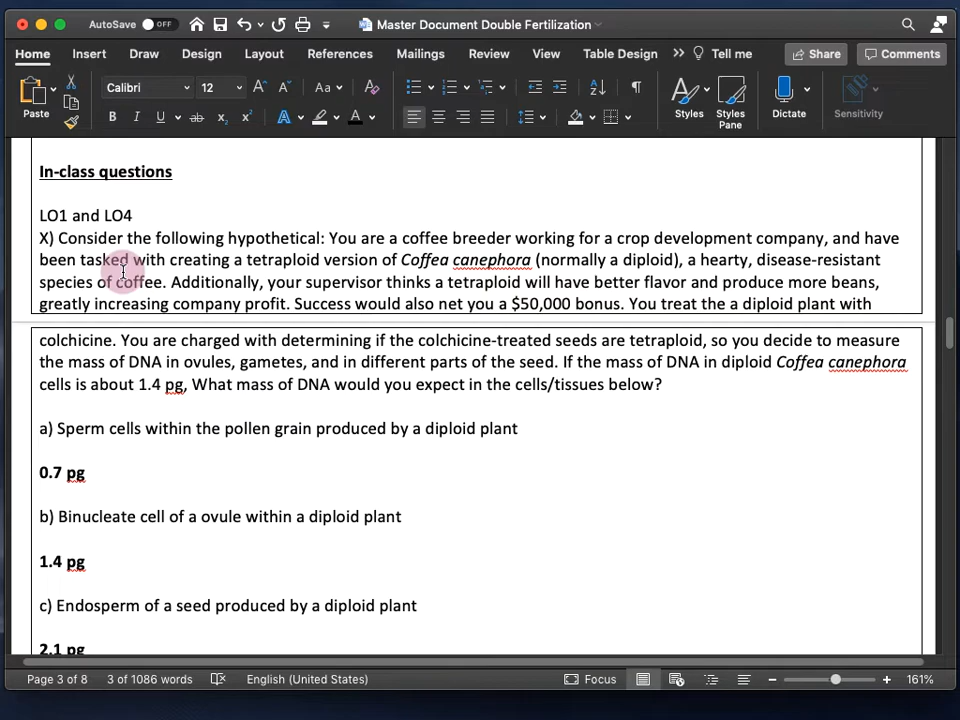 AutoSave OFF Master Document Double Fertilization
Home Insert Draw Design Layout References Mailings Review View Table Design Tell me Share Comments
Paste Calibri 12 Aa Styles Styles Pane Dictate Sensitivity
In-class questions
LO1 and LO4
X) Consider the following hypothetical: You are a coffee breeder working for a crop development company, and have
been tasked with creating a tetraploid version of Coffea canephora (normally a diploid), a hearty, disease-resistant
species of coffee. Additionally, your supervisor thinks a tetraploid will have better flavor and produce more beans,
greatly increasing company profit. Success would also net you a $50,000 bonus. You treat the a diploid plant with
colchicine. You are charged with determining if the colchicine-treated seeds are tetraploid, so you decide to measure
the mass of DNA in ovules, gametes, and in different parts of the seed. If the mass of DNA in diploid Coffea canephora
cells is about 1.4 pg, What mass of DNA would you expect in the cells/tissues below?
a) Sperm cells within the pollen grain produced by a diploid plant
0.7 pg
b) Binucleate cell of a ovule within a diploid plant
1.4 pg
c) Endosperm of a seed produced by a diploid plant
2.1 pg
Page 3 of 8 3 of 1086 words English (United States) Focus 161%